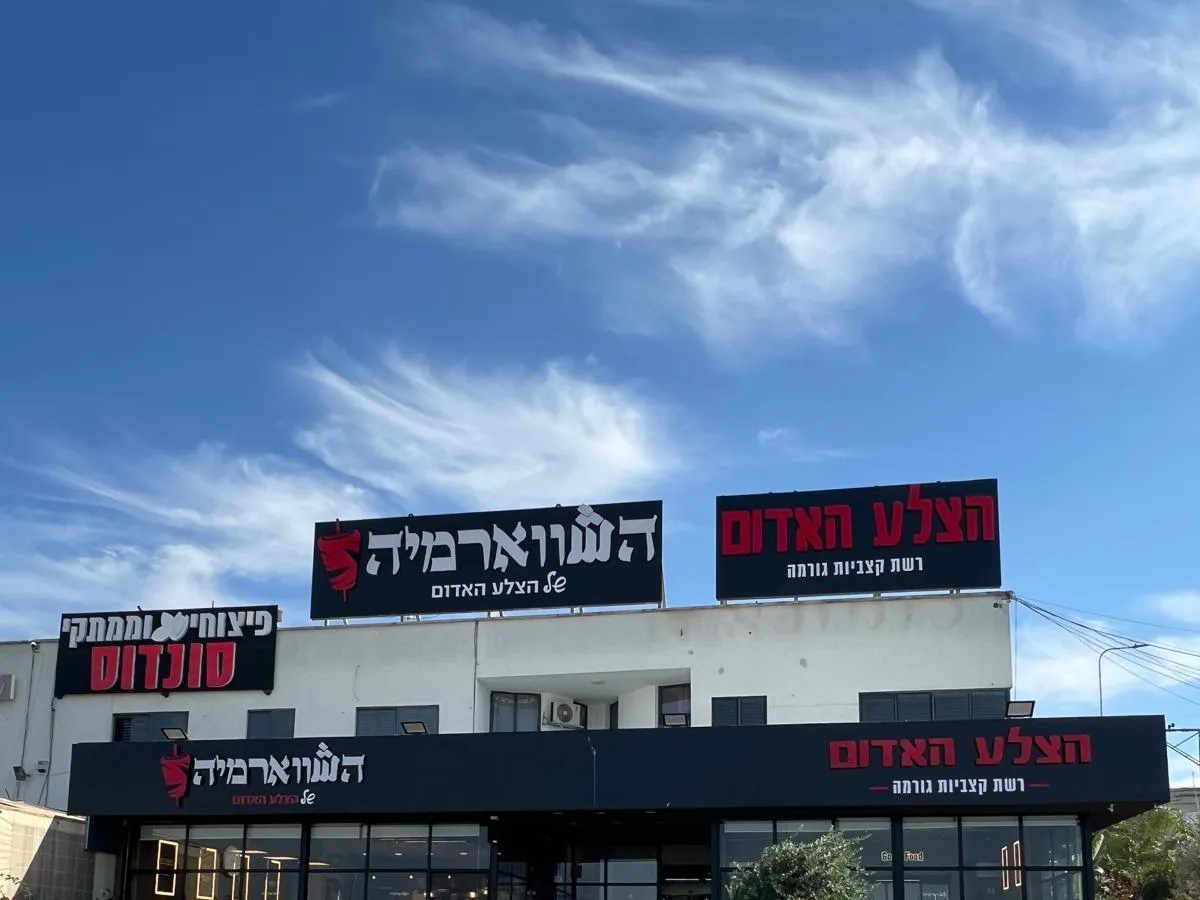 הצלע האדום
רשת קצביות גורמה
השווארמיה
של הצלע האדום
פיצוחי וממתקי
סונדוס
הצלע האדום
רשת קצביות גורמה
השווארמיה
של הצלע האדום
Food